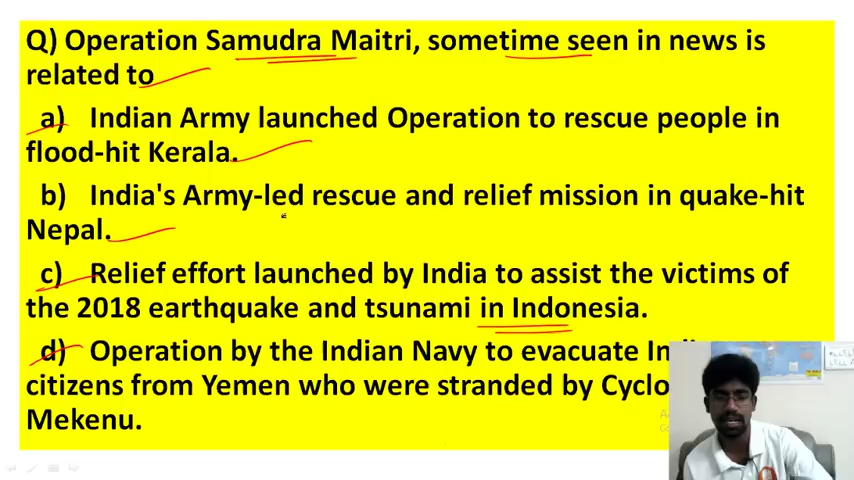 Q) Operation Samudra Maitri, sometime seen in news is
related to
a) Indian Army launched Operation to rescue people in
flood-hit Kerala.
b) India's Army-led rescue and relief mission in quake-hit
Nepal.
c) Relief effort launched by India to assist the victims of
the 2018 earthquake and tsunami in Indonesia.
d) Operation by the Indian Navy to evacuate
citizens from Yemen who were stranded by
Mekenu.